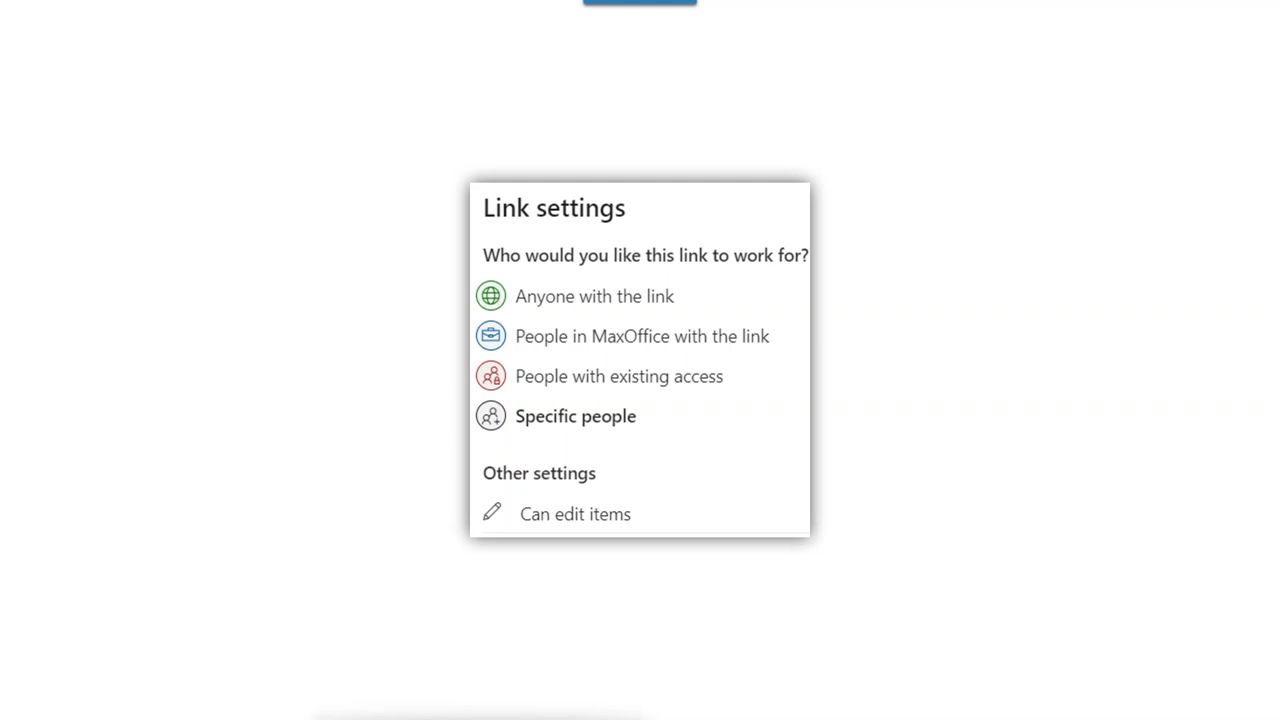 Link settings
Who would you like this link to work for?
Anyone with the link
People in MaxOffice with the link
People with existing access
Specific people
Other settings
Can edit items